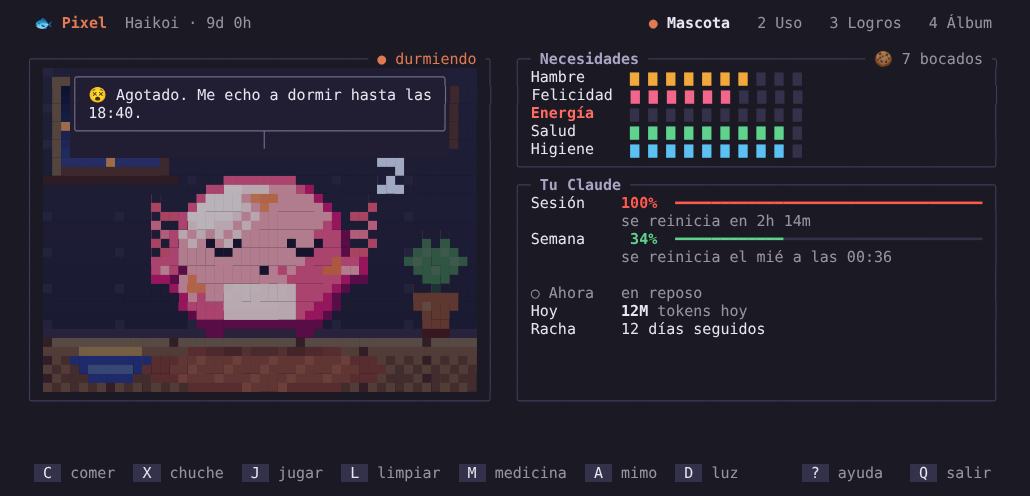 Pixel Haikoi · 9d 0h
● Mascota 2 Uso 3 Logros 4 Álbum
● durmiendo
😵 Agotado. Me echo a dormir hasta las
18:40.
Z
Necesidades
🍪 7 bocados
Hambre
Felicidad
Energía
Salud
Higiene
Tu Claude
Sesión 100%
se reinicia en 2h 14m
Semana 34%
se reinicia el mié a las 00:36
○ Ahora en reposo
Hoy 12M tokens hoy
Racha 12 días seguidos
C comer X chuche J jugar L limpiar M medicina A mimo D luz ? ayuda Q salir